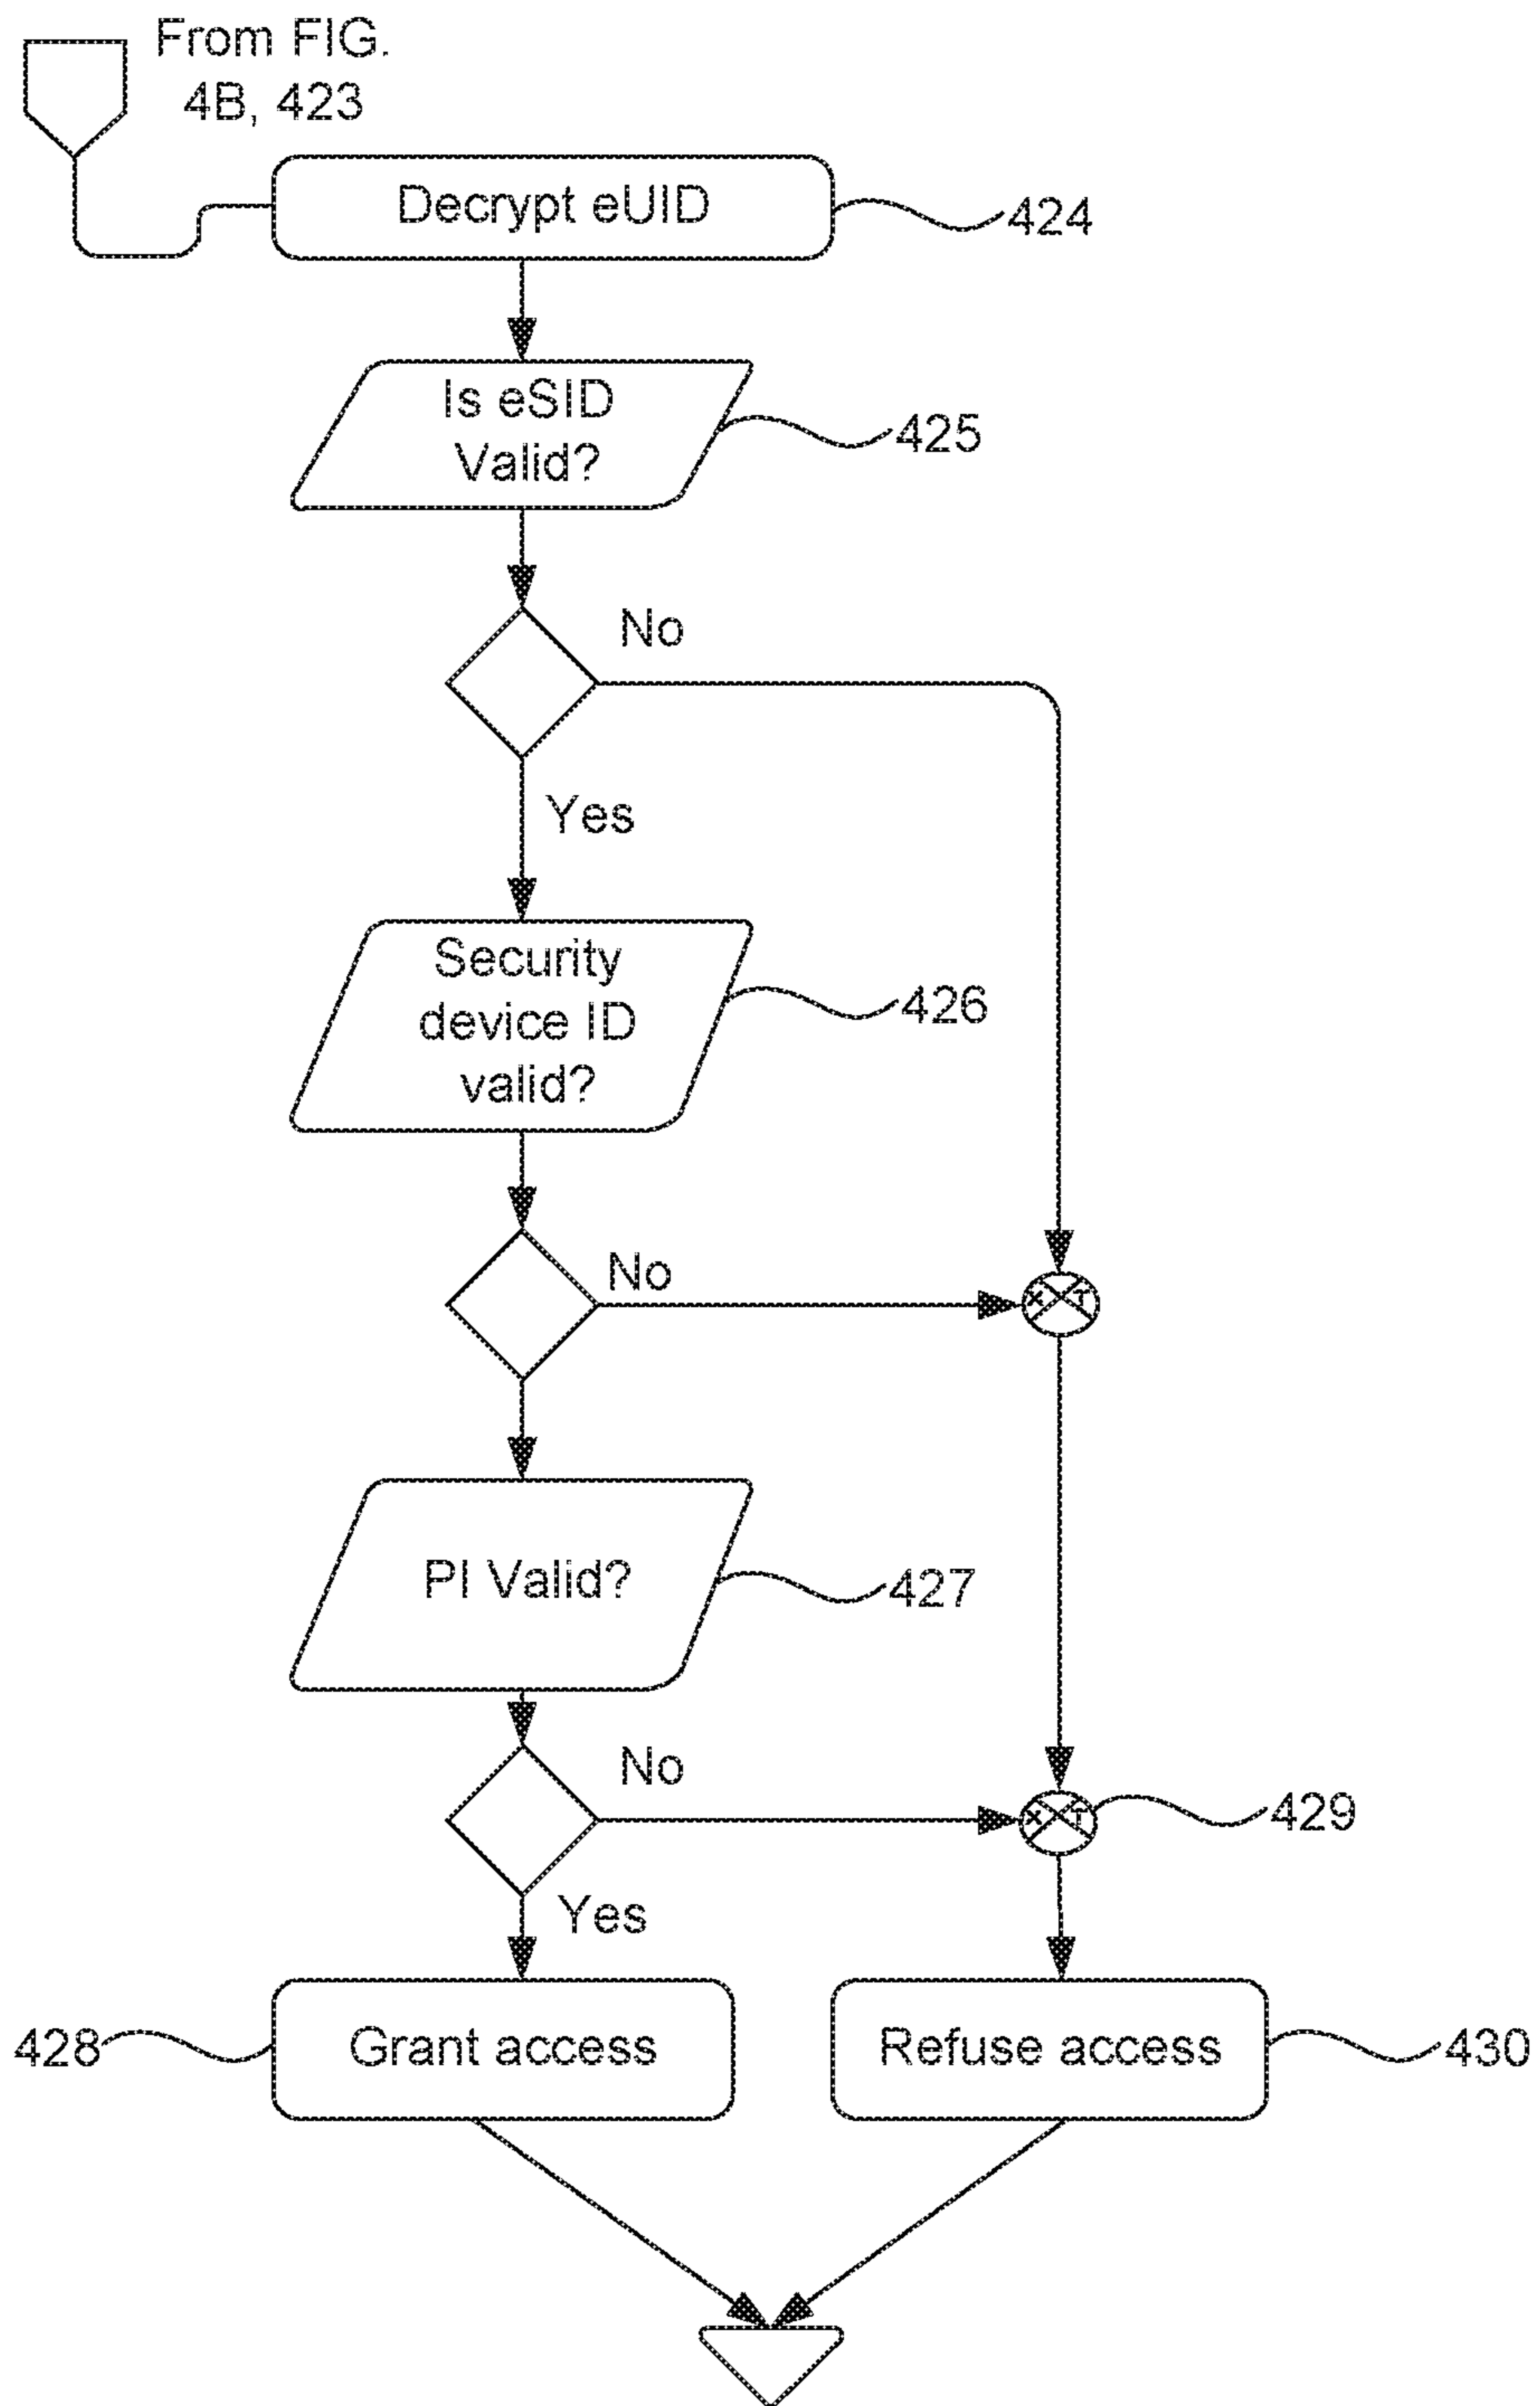 From FIG.
4B, 423
Decrypt eUID
424
Is eSID
Valid?
425
No
Yes
Security
device ID
valid?
426
No
X T
PI Valid?
427
No
X T
429
Yes
428
Grant access
Refuse access
430